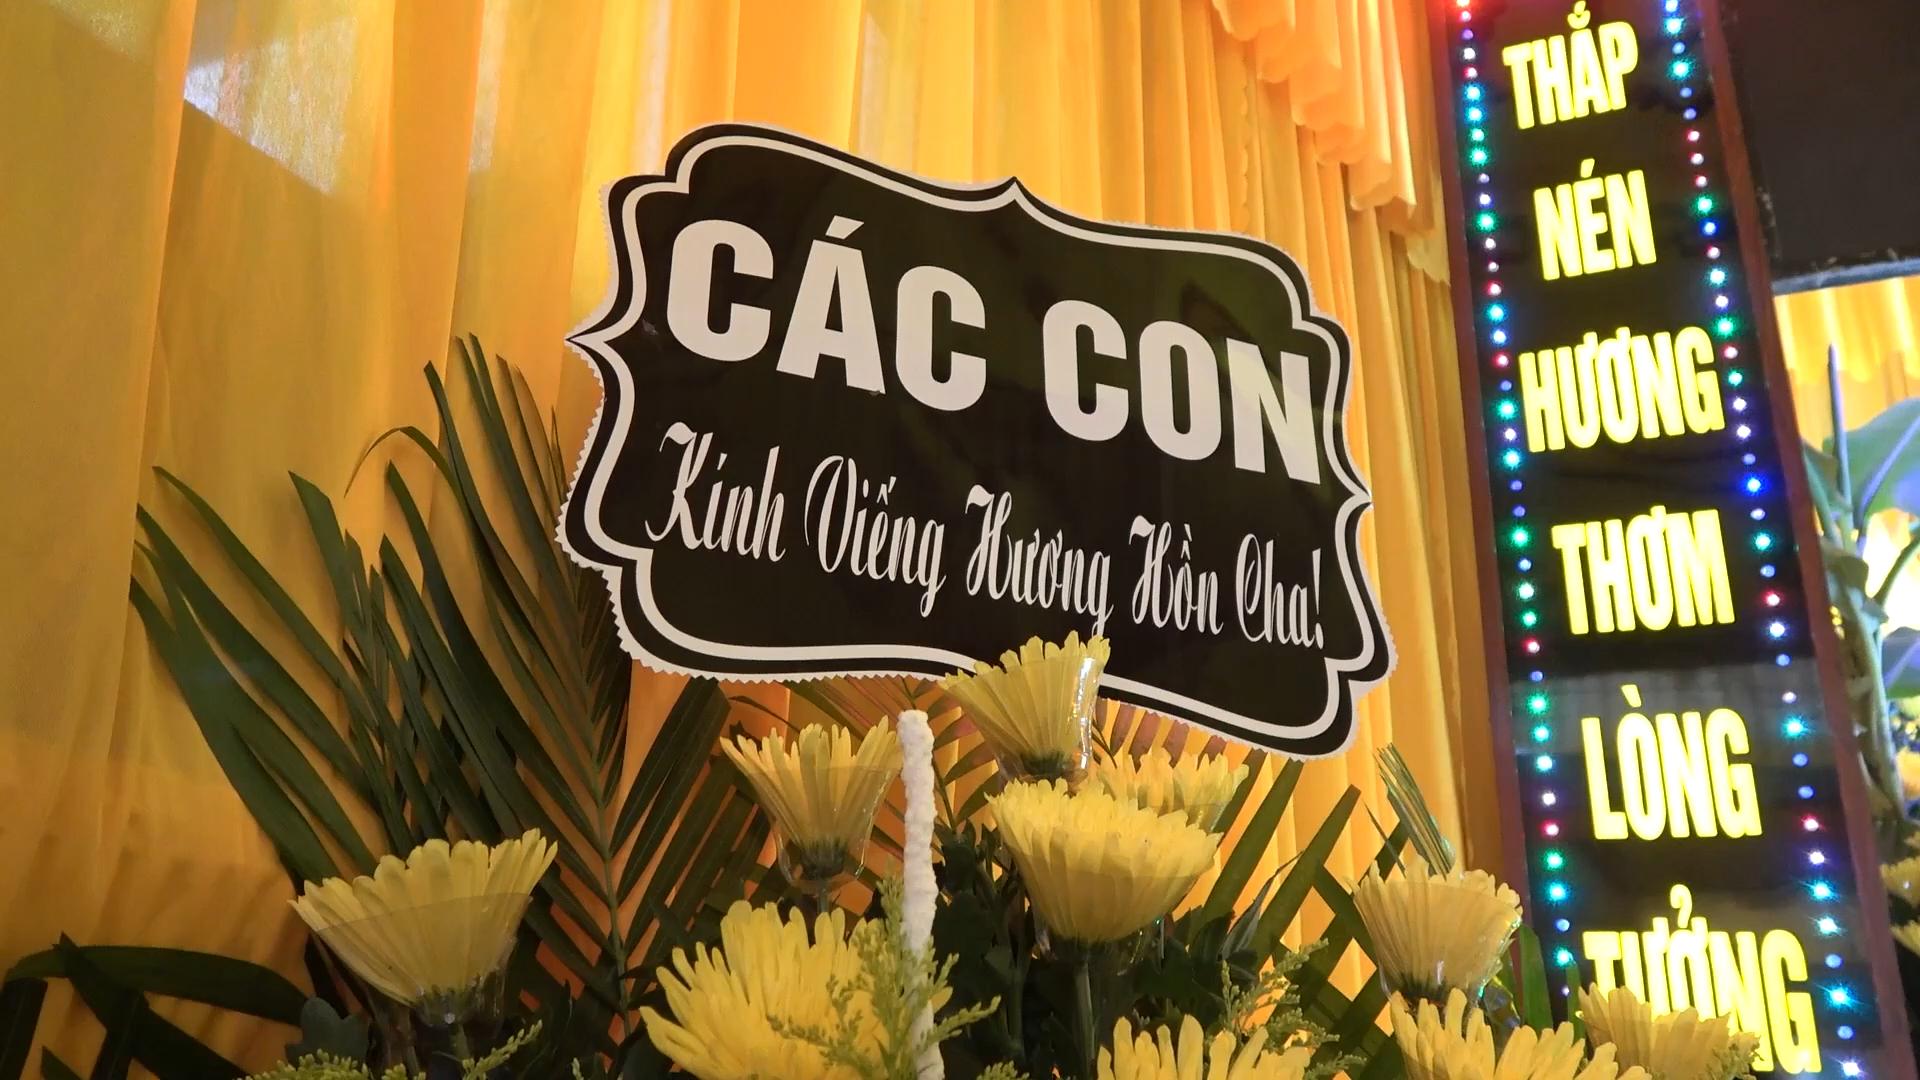 CÁC CON
Kính Viếng Hương Hồn Cha!
THẮP
NÉN
HƯƠNG
THƠM
LÒNG
TƯỞNG